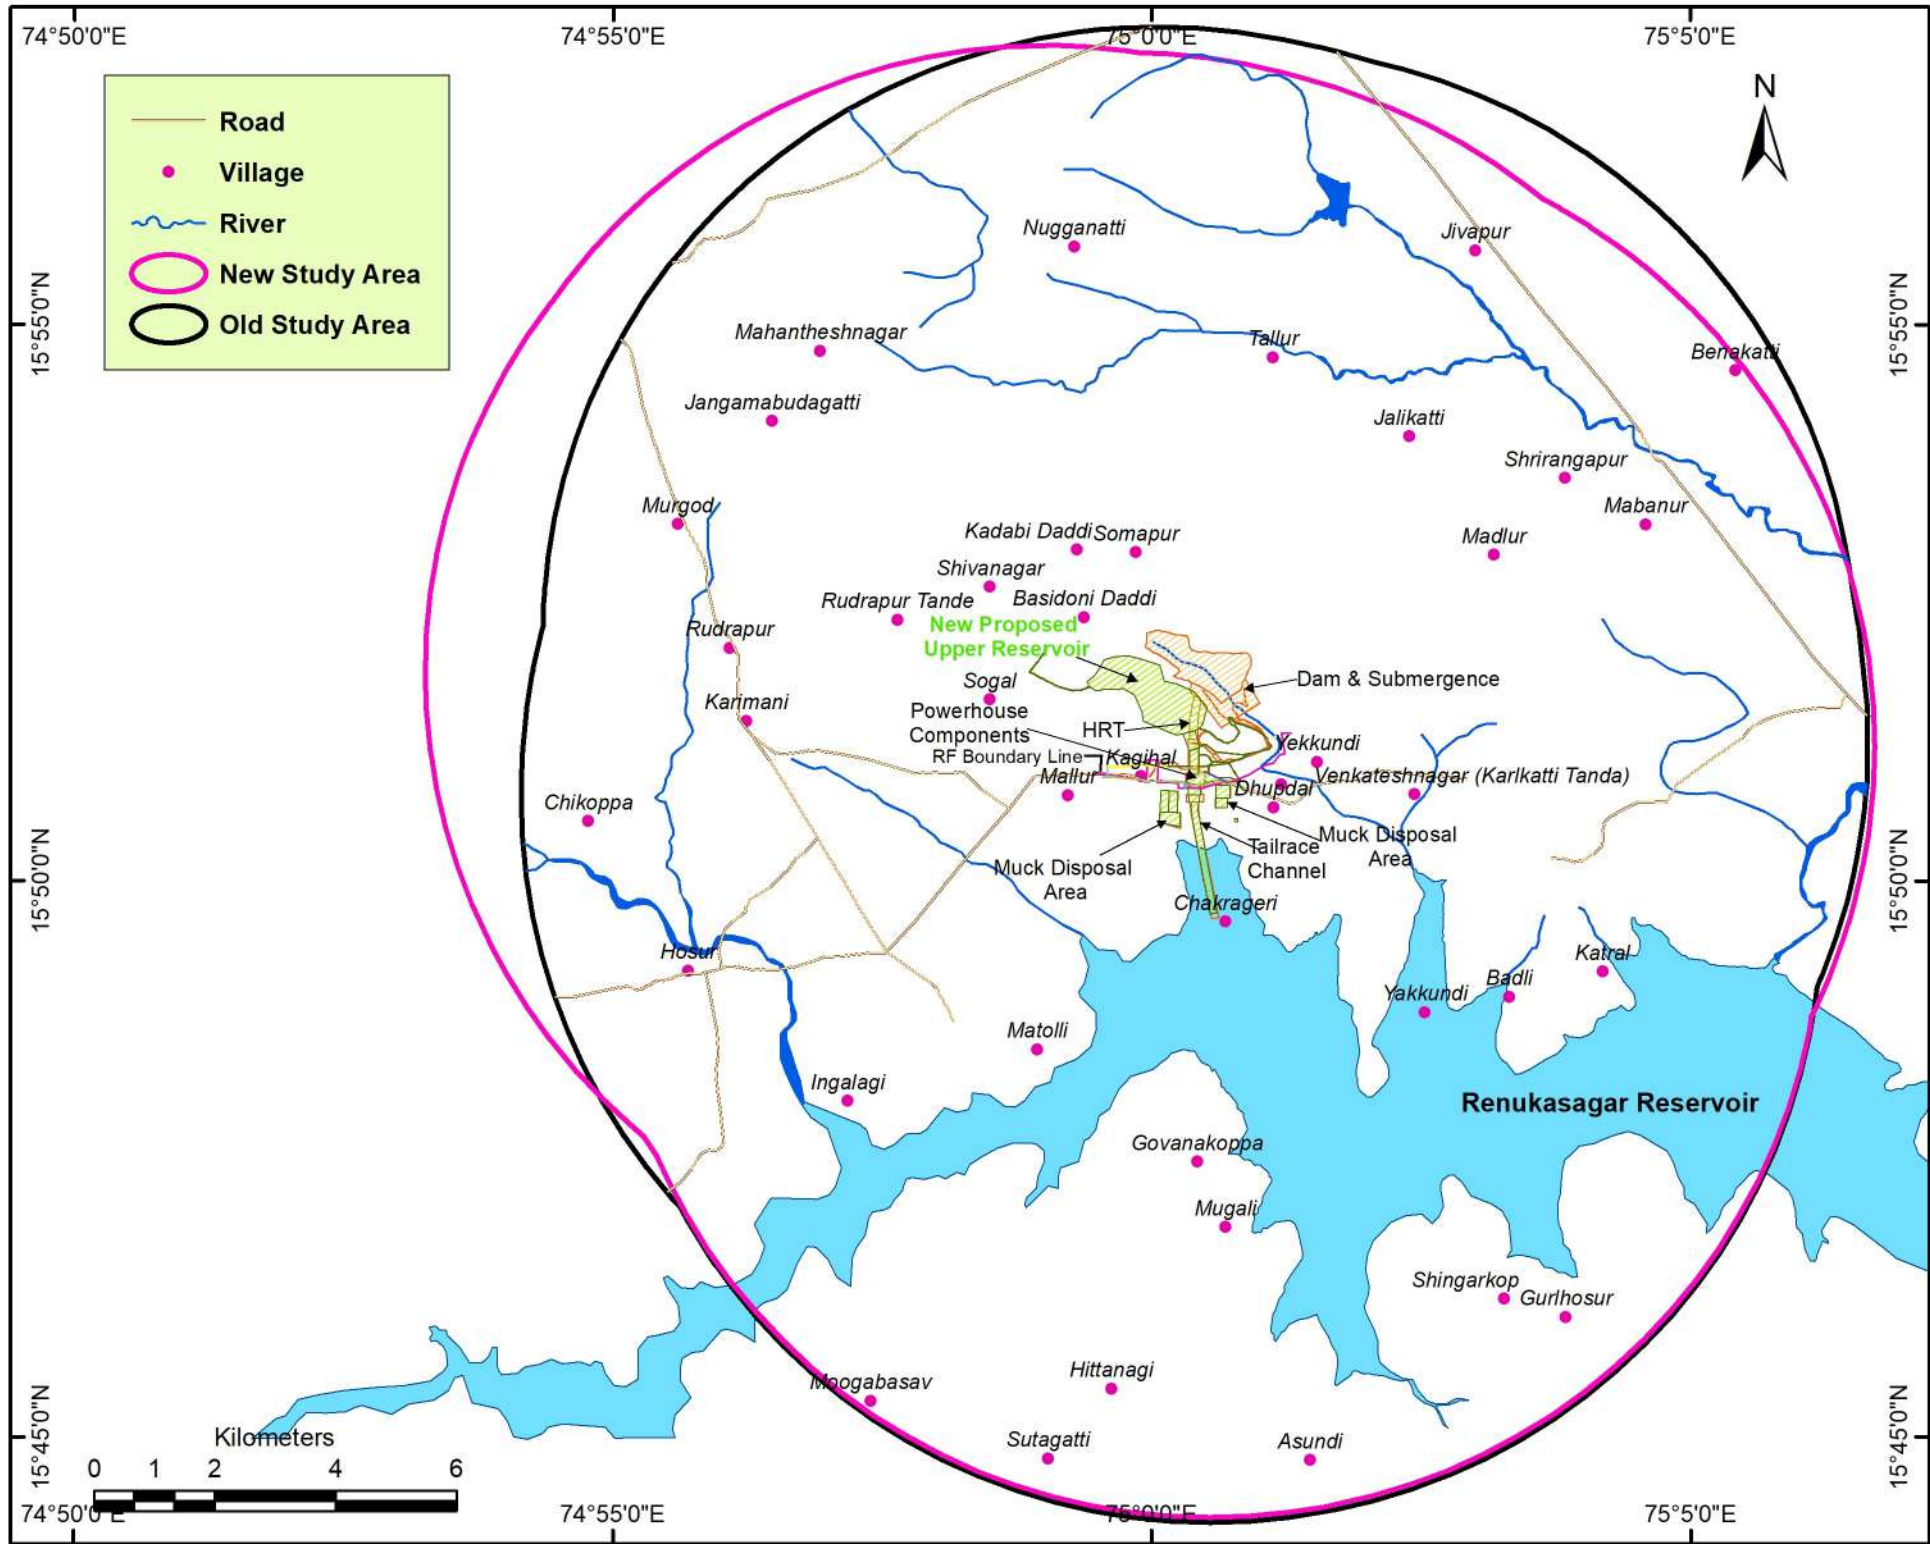 74°50'0"E
74°55'0"E
75°0'0"E
75°5'0"E
N
Road
Village
River
New Study Area
Old Study Area
15°55'0"N
15°55'0"N
Nugganatti
Jivapur
Mahantheshnagar
Tallur
Benakatti
Jangamabudagatti
Jalikatti
Shrirangapur
Murgod
Mabanur
Kadabi Daddi
Somapur
Madlur
Shivanagar
Rudrapur Tande
Basidoni Daddi
New Proposed
Upper Reservoir
Rudrapur
Dam & Submergence
Sogal
Karimani
Powerhouse
Components
HRT
RF Boundary Line
Kagihal
Yekkundi
Mallur
Venkateshnagar (Karlkatti Tanda)
Dhupdal
Chikoppa
Muck Disposal
Area
Tailrace
Channel
Muck Disposal
Area
15°50'0"N
15°50'0"N
Chakrageri
Hosur
Katral
Badli
Yakkundi
Matolli
Ingalagi
Renukasagar Reservoir
Govanakoppa
Mugali
Shingarkop
Gurlhosur
Hittanagi
Moogabasav
Sutagatti
Asundi
15°45'0"N
15°45'0"N
Kilometers
0 1 2 4 6
74°50'0"E
74°55'0"E
75°0'0"E
75°5'0"E